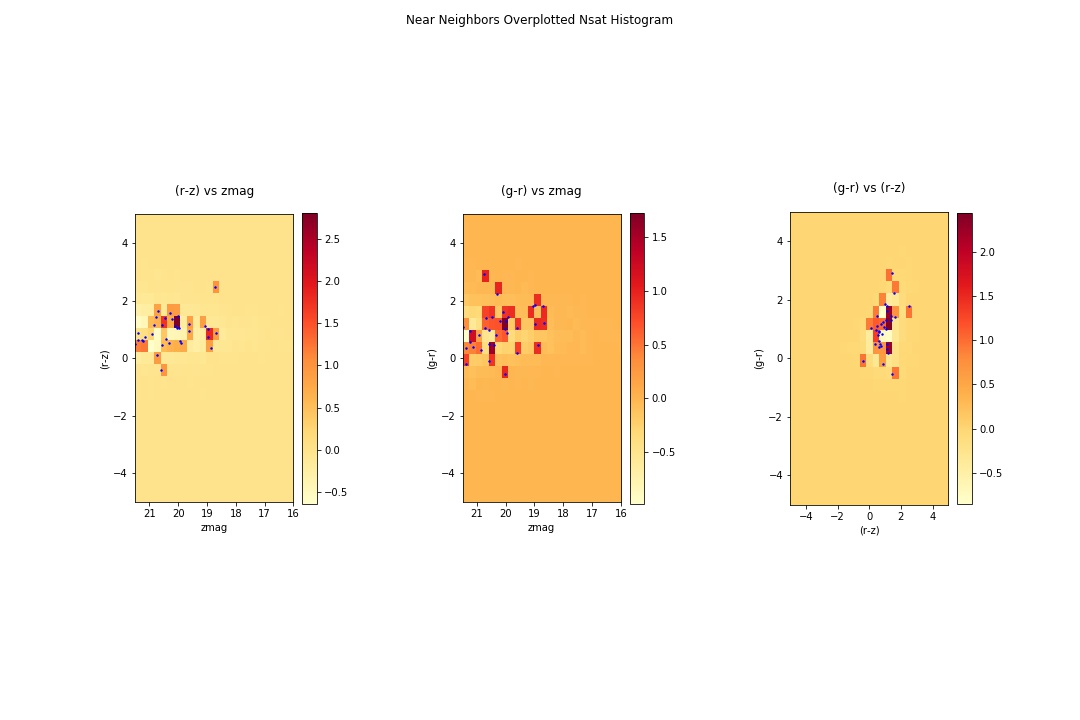 Near Neighbors Overplotted Nsat Histogram
(r-z) vs zmag
(r-z)
4
2
0
−2
−4
21 20 19 18 17 16
zmag
2.5
2.0
1.5
1.0
0.5
0.0
−0.5
(g-r) vs zmag
(g-r)
4
2
0
−2
−4
21 20 19 18 17 16
zmag
1.5
1.0
0.5
0.0
−0.5
(g-r) vs (r-z)
(g-r)
4
2
0
−2
−4
−4 −2 0 2 4
(r-z)
2.0
1.5
1.0
0.5
0.0
−0.5